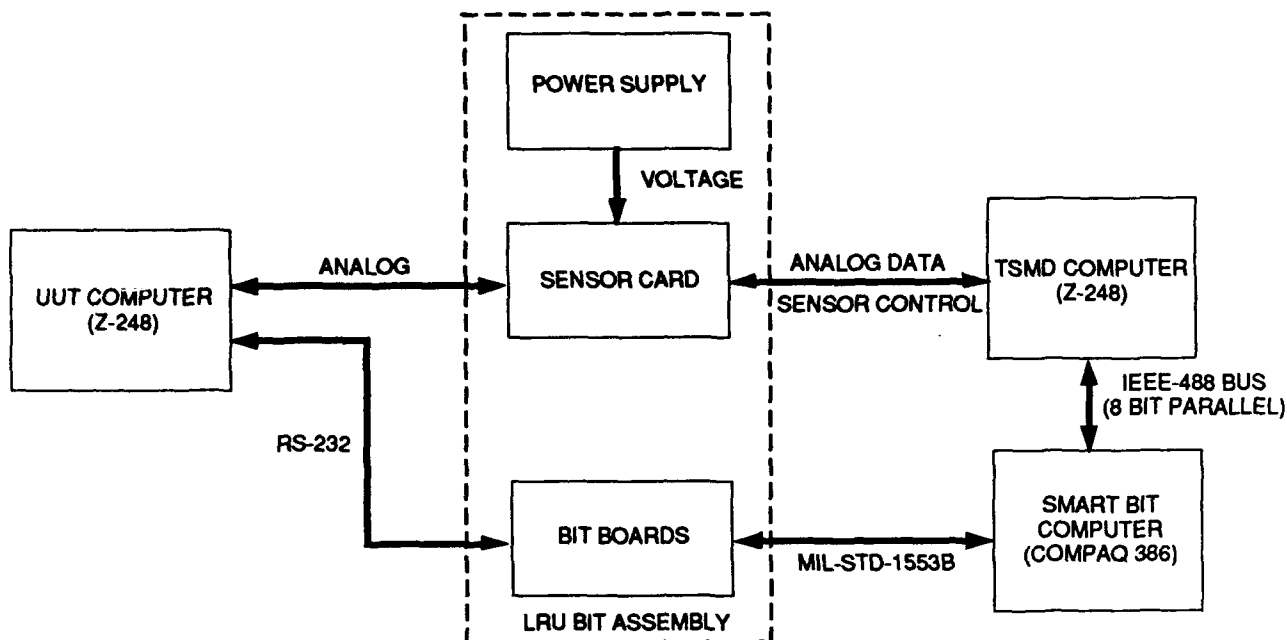 POWER SUPPLY
VOLTAGE
UUT COMPUTER
(Z-248)
ANALOG
SENSOR CARD
ANALOG DATA
SENSOR CONTROL
TSMD COMPUTER
(Z-248)
IEEE-488 BUS
(8 BIT PARALLEL)
RS-232
BIT BOARDS
MIL-STD-1553B
SMART BIT
COMPUTER
(COMPAQ 386)
LRU BIT ASSEMBLY